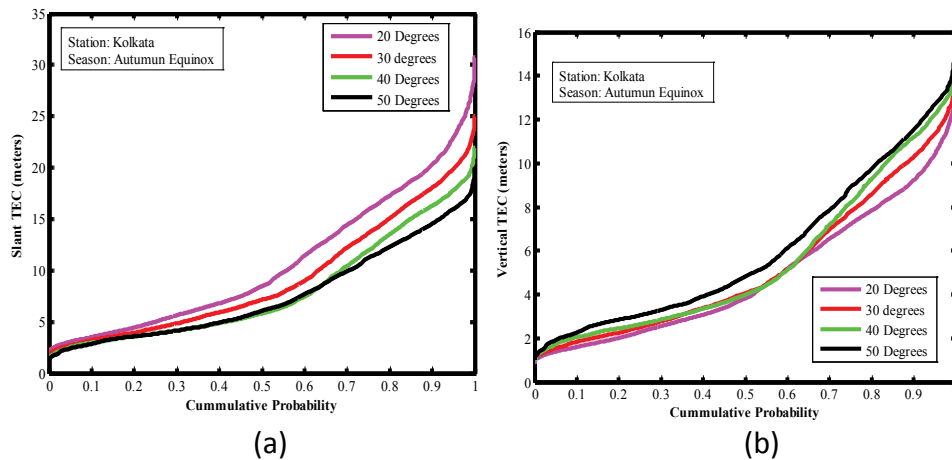 35
30
25
20
15
10
5
0
Slant TEC (meters)
Station: Kolkata
Season: Autumun Equinox
20 Degrees
30 degrees
40 Degrees
50 Degrees
0 0.1 0.2 0.3 0.4 0.5 0.6 0.7 0.8 0.9 1
Cummulative Probability
(a)
16
14
12
10
8
6
4
2
0
Vertical TEC (meters)
Station: Kolkata
Season: Autumun Equinox
20 Degrees
30 degrees
40 Degrees
50 Degrees
0 0.1 0.2 0.3 0.4 0.5 0.6 0.7 0.8 0.9
Cummulative Probability
(b)